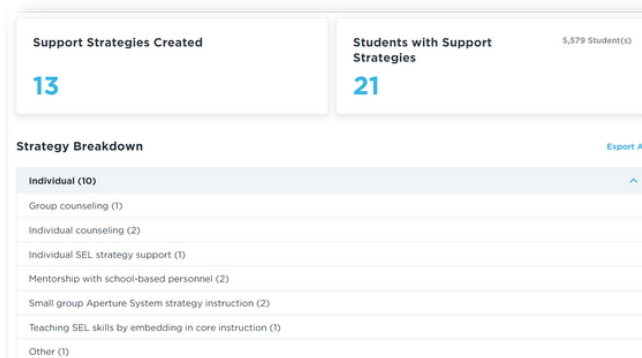 Support Strategies Created
13
Students with Support
Strategies
5,579 Student(s)
21
Strategy Breakdown
Export A
Individual (10)
Group counseling (1)
Individual counseling (2)
Individual SEL strategy support (1)
Mentorship with school-based personnel (2)
Small group Aperture System strategy instruction (2)
Teaching SEL skills by embedding in core instruction (1)
Other (1)